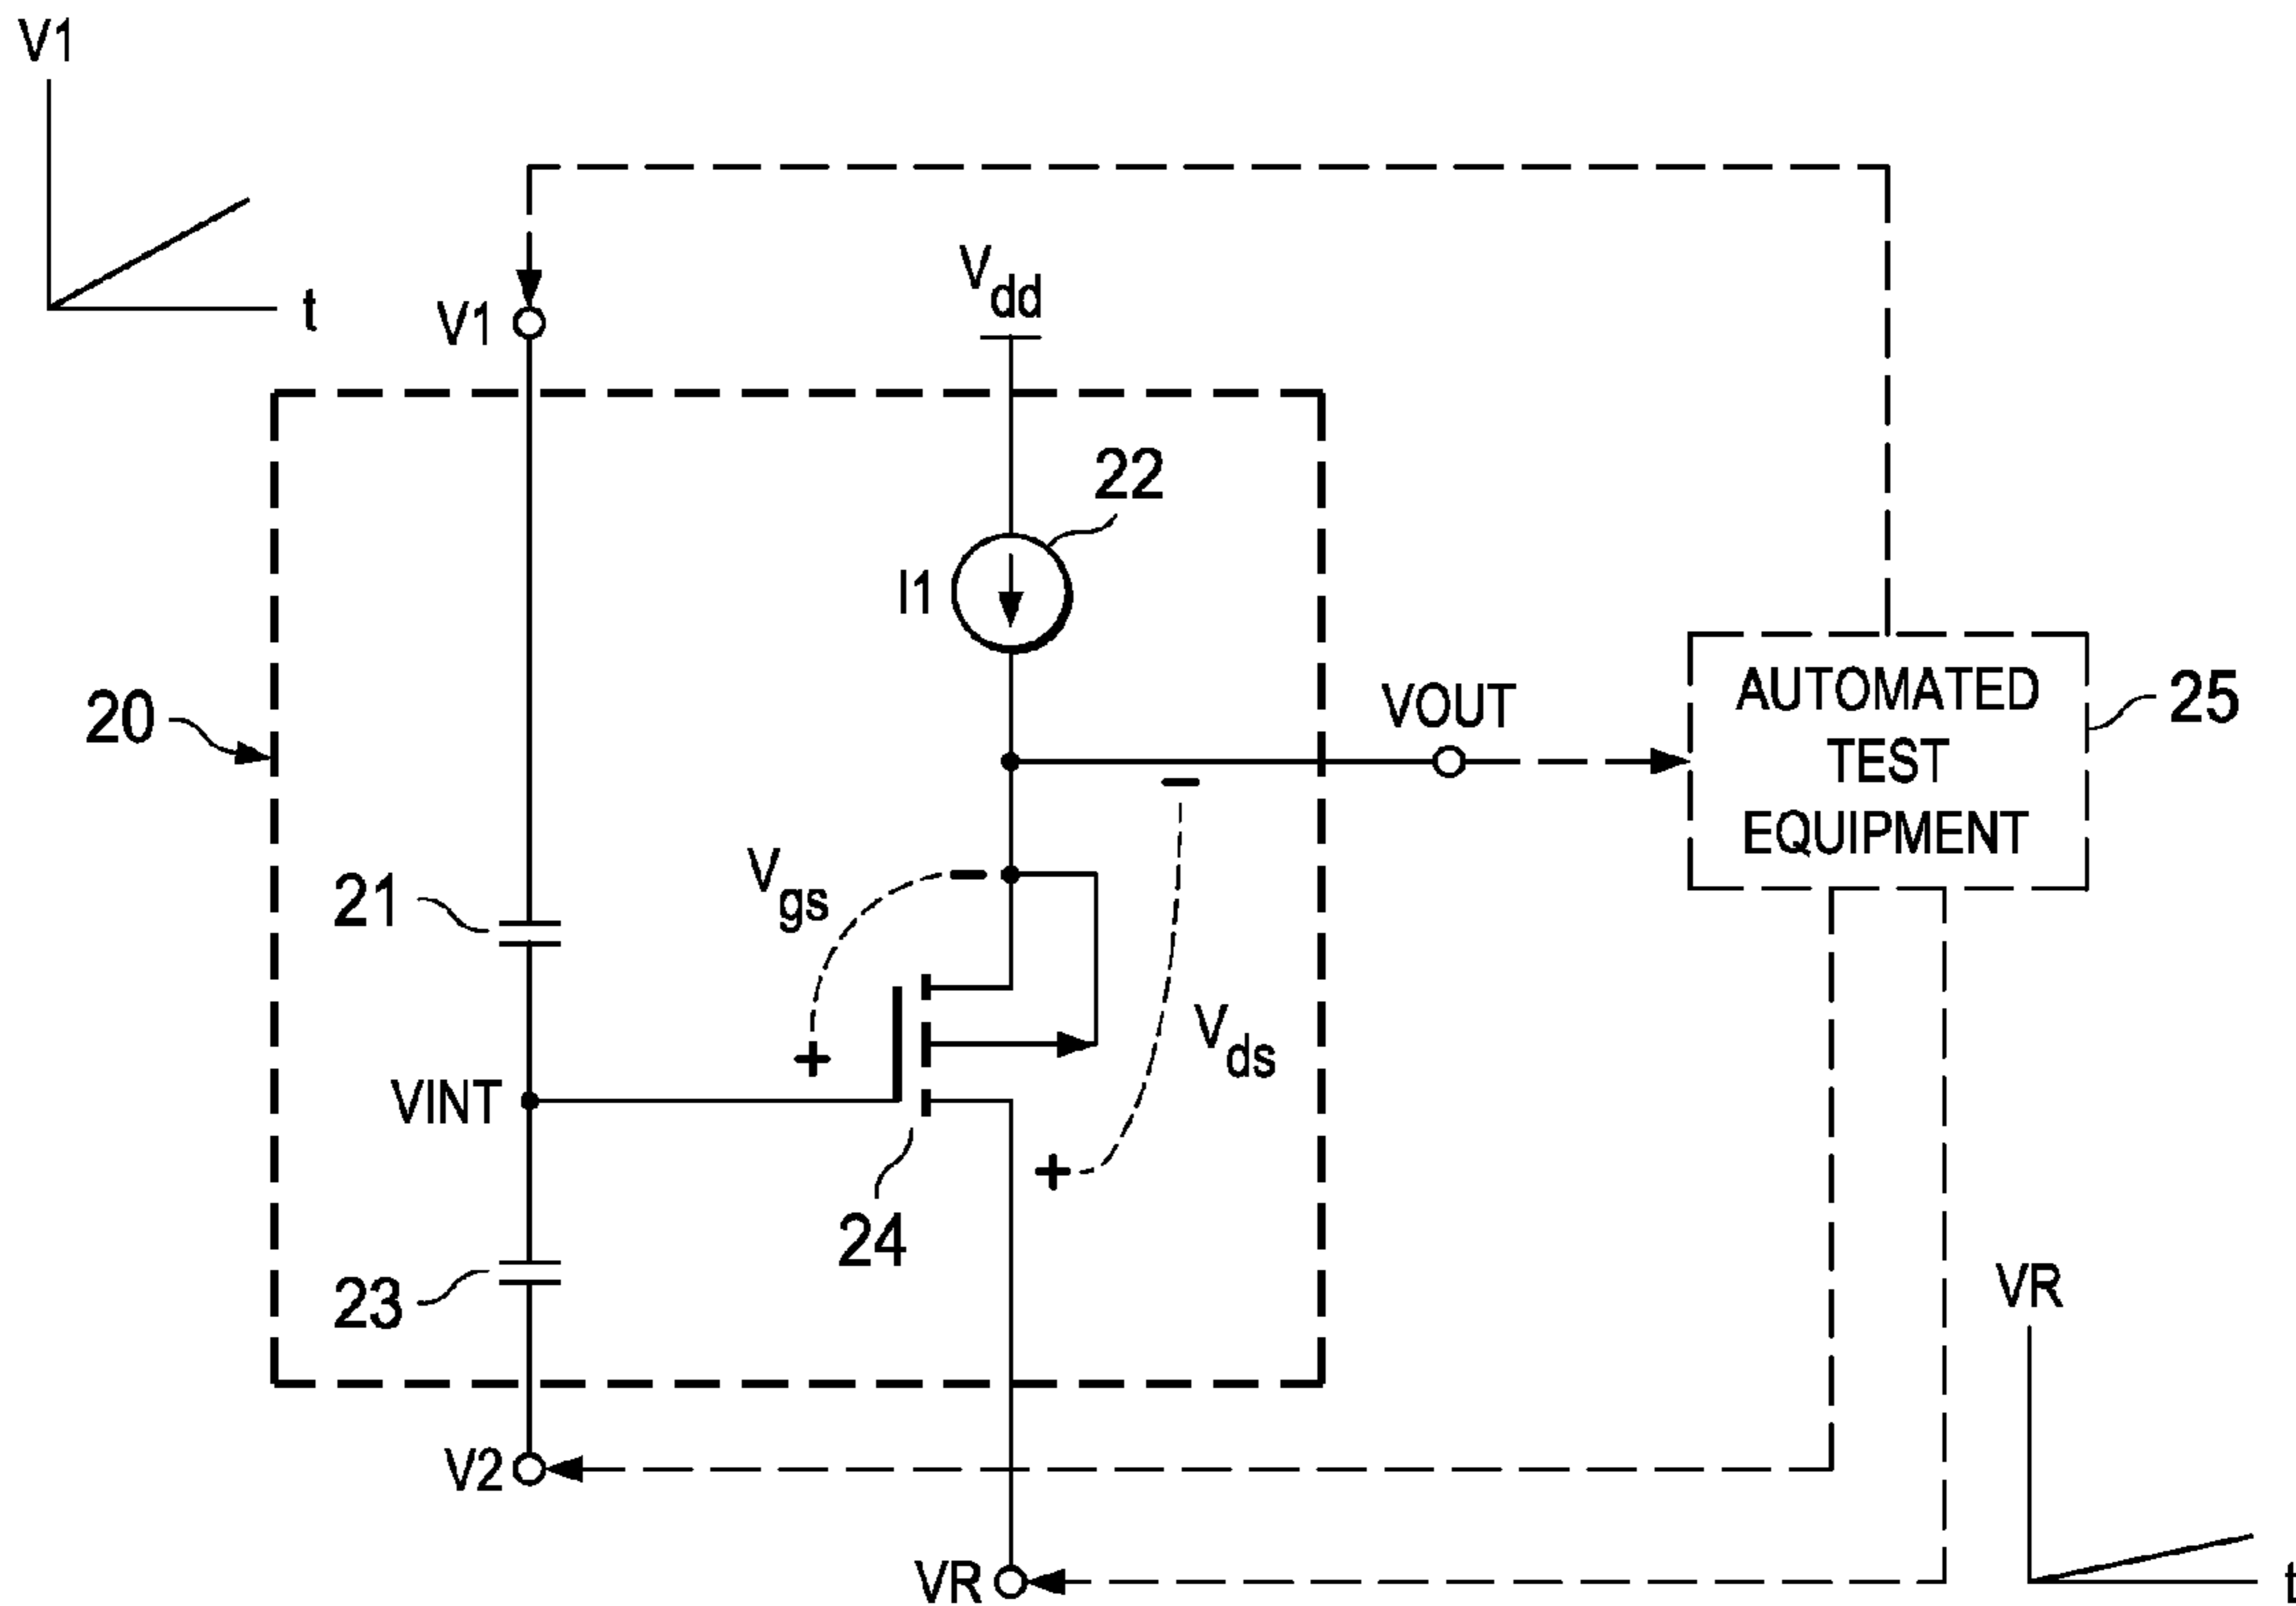 V1
t
V1
Vdd
22
I1
20
VOUT
AUTOMATED
TEST
EQUIPMENT
25
21
Vgs
−
−
+
Vds
VINT
+
24
23
V2
VR
VR
t